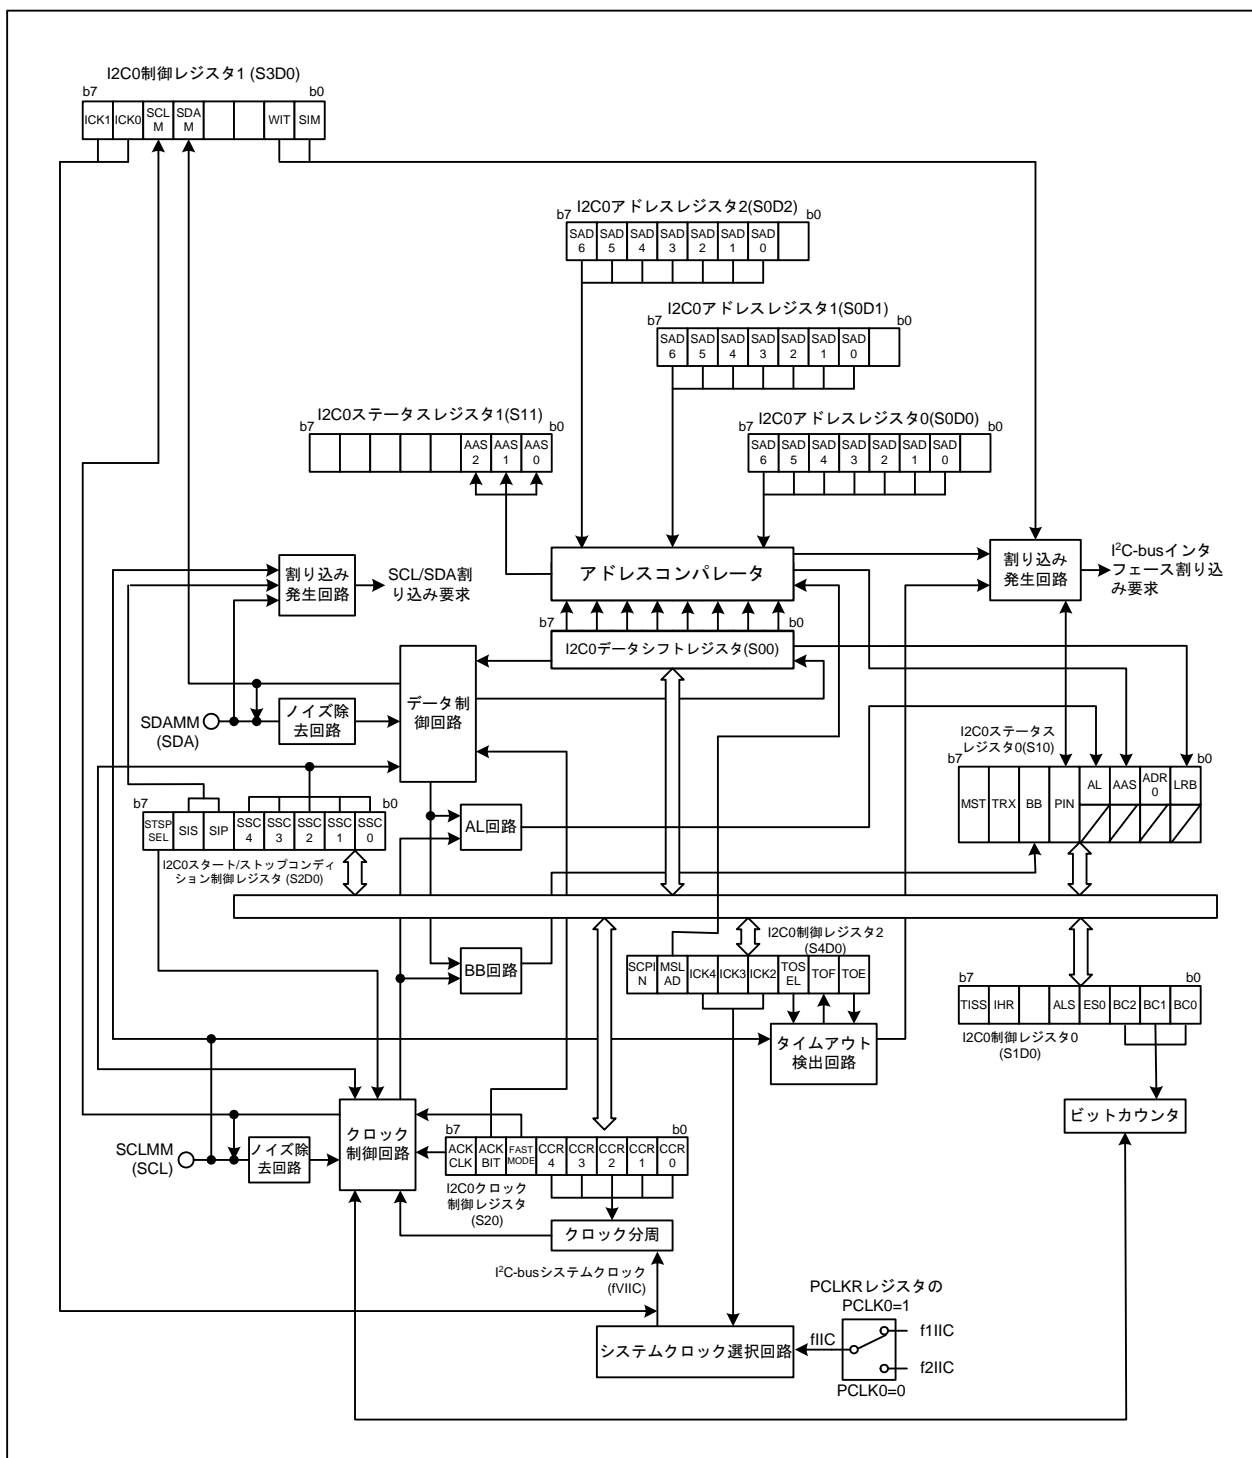 I2C0制御レジスタ1 (S3D0)
b7 b0
ICK1 ICK0 SCL M SDA M WIT SIM
I2C0アドレスレジスタ2(S0D2)
b7 b0
SAD 6 SAD 5 SAD 4 SAD 3 SAD 2 SAD 1 SAD 0
I2C0アドレスレジスタ1(S0D1)
b7 b0
SAD 6 SAD 5 SAD 4 SAD 3 SAD 2 SAD 1 SAD 0
I2C0アドレスレジスタ0(S0D0)
b7 b0
SAD 6 SAD 5 SAD 4 SAD 3 SAD 2 SAD 1 SAD 0
I2C0ステータスレジスタ1(S11)
b7 b0
AAS 2 AAS 1 AAS 0
割り込み
発生回路
SCL/SDA割
り込み要求
アドレスコンパレータ
割り込み
発生回路
I²C-busインタ
フェース割り込
み要求
b7 b0
I2C0データシフトレジスタ(S00)
SDAMM
(SDA)
ノイズ除
去回路
データ制
御回路
I2C0ステータス
レジスタ0(S10)
b7 b0
MST TRX BB PIN AL AAS ADR 0 LRB
b7 b0
STSP SEL SIS SIP SSC 4 SSC 3 SSC 2 SSC 1 SSC 0
I2C0スタート/ストップコンディ
ション制御レジスタ (S2D0)
AL回路
BB回路
I2C0制御レジスタ2
(S4D0)
SCPI N MSL AD ICK4 ICK3 ICK2 TOS EL TOF TOE
タイムアウト
検出回路
b7 b0
TISS IHR ALS ES0 BC2 BC1 BC0
I2C0制御レジスタ0
(S1D0)
ビットカウンタ
SCLMM
(SCL)
ノイズ除
去回路
クロック
制御回路
b7 b0
ACK CLK ACK BIT FAST MODE CCR 4 CCR 3 CCR 2 CCR 1 CCR 0
I2C0クロック
制御レジスタ
(S20)
クロック分周
I²C-busシステムクロック
(fVIIC)
システムクロック選択回路
PCLKRレジスタの
PCLK0=1
fIIC
f1IIC
f2IIC
PCLK0=0